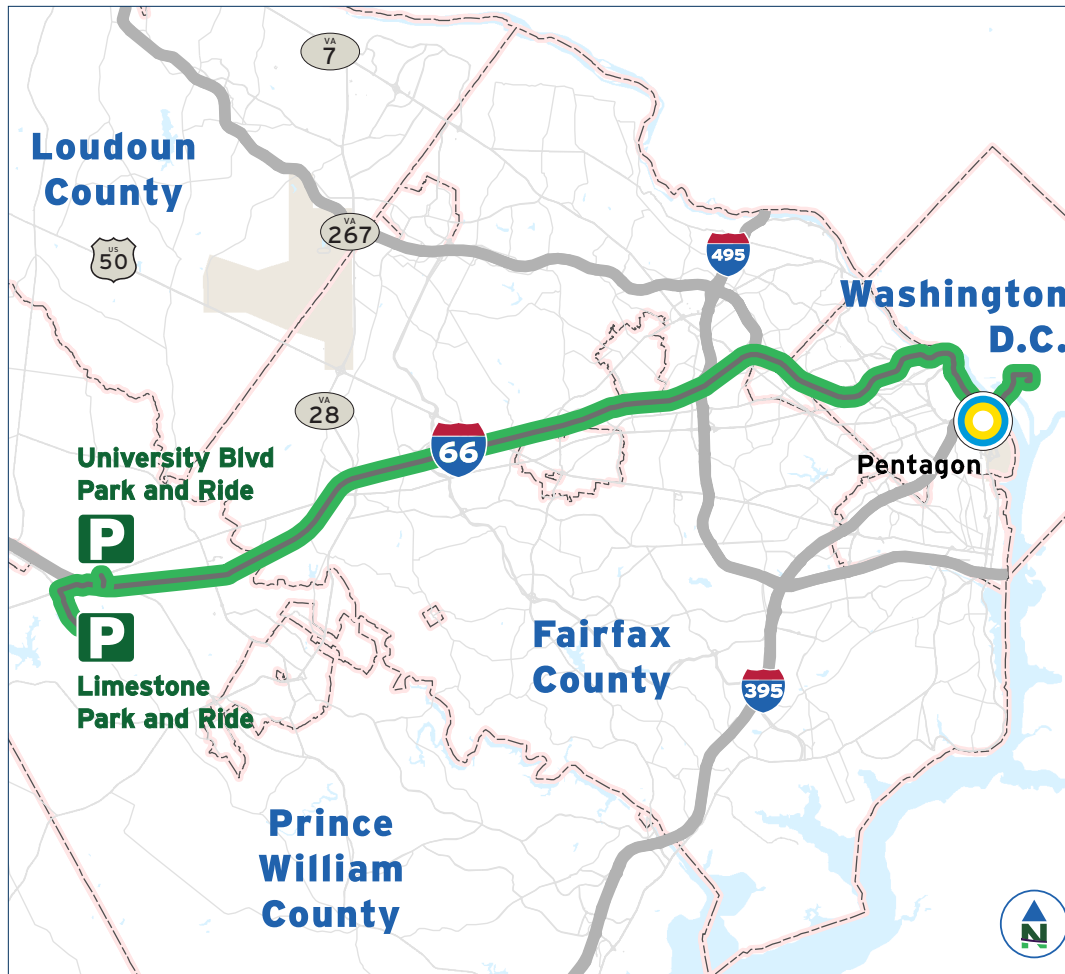 VA
7
Loudoun
County
VA
267
US
50
495
Washington
D.C.
VA
28
66
University Blvd
Park and Ride
P
Pentagon
P
Limestone
Park and Ride
Fairfax
County
395
Prince
William
County
N